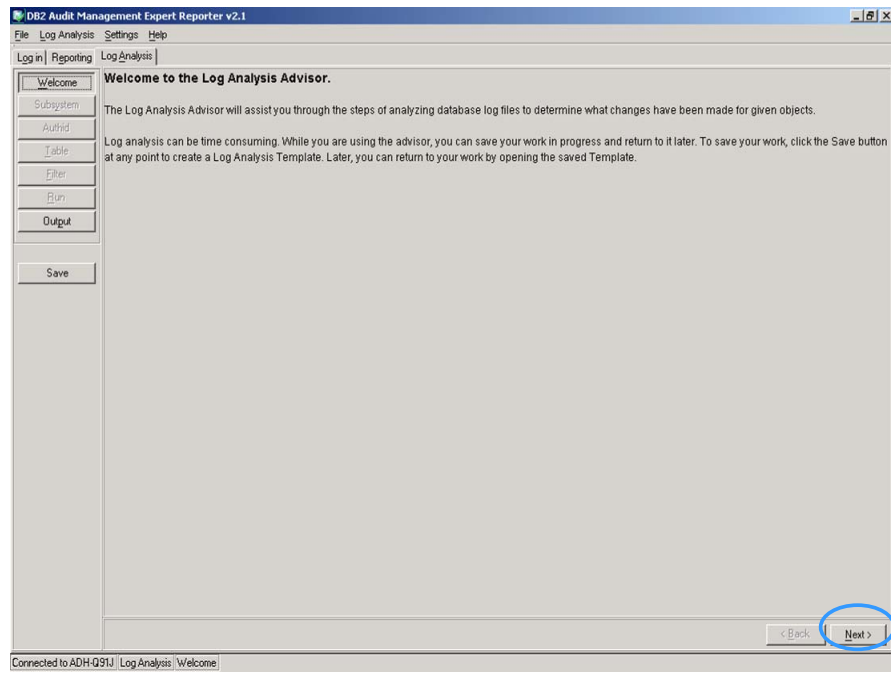 DB2 Audit Management Expert Reporter v2.1
File Log Analysis Settings Help
Log in Reporting Log Analysis
Welcome
Subsystem
Authid
Table
Filter
Run
Output
Save
Welcome to the Log Analysis Advisor.
The Log Analysis Advisor will assist you through the steps of analyzing database log files to determine what changes have been made for given objects.
Log analysis can be time consuming. While you are using the advisor, you can save your work in progress and return to it later. To save your work, click the Save button
at any point to create a Log Analysis Template. Later, you can return to your work by opening the saved Template.
< Back Next >
Connected to ADH-Q91J Log Analysis Welcome